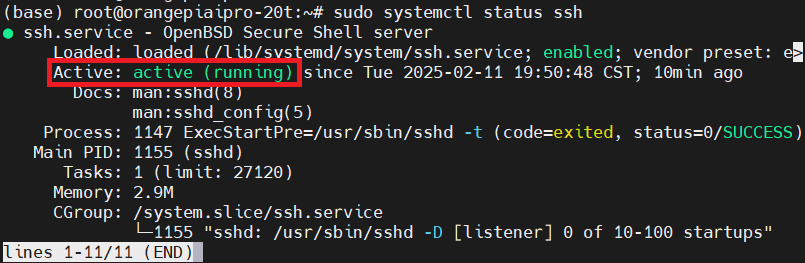 (base) root@orangepiaipro-20t:~# sudo systemctl status ssh
● ssh.service - OpenBSD Secure Shell server
Loaded: loaded (/lib/systemd/system/ssh.service; enabled; vendor preset: e>
Active: active (running) since Tue 2025-02-11 19:50:48 CST; 10min ago
Docs: man:sshd(8)
man:sshd_config(5)
Process: 1147 ExecStartPre=/usr/sbin/sshd -t (code=exited, status=0/SUCCESS)
Main PID: 1155 (sshd)
Tasks: 1 (limit: 27120)
Memory: 2.9M
CGroup: /system.slice/ssh.service
└─1155 "sshd: /usr/sbin/sshd -D [listener] 0 of 10-100 startups"
lines 1-11/11 (END)